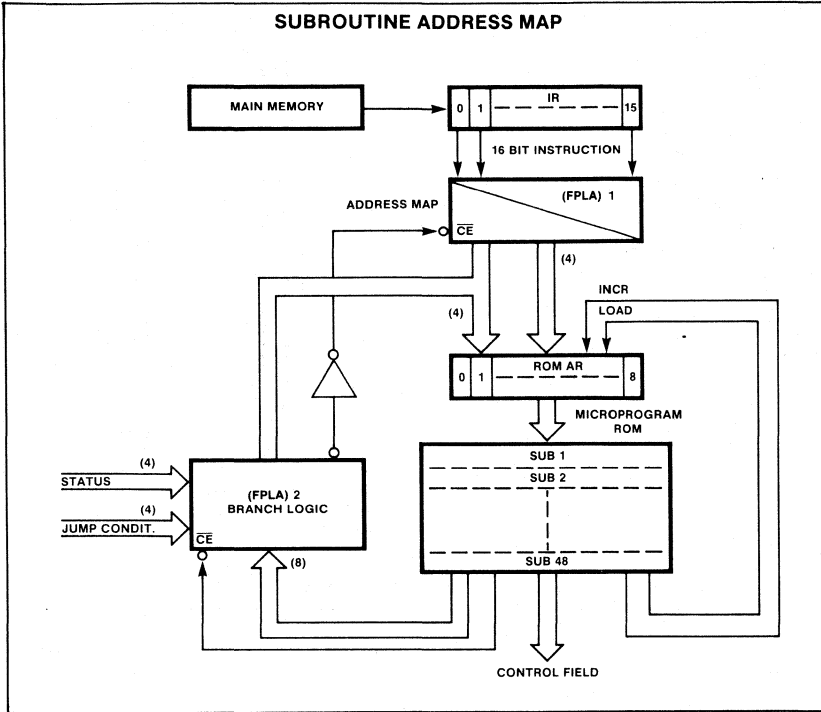 SUBROUTINE ADDRESS MAP
MAIN MEMORY
IR
0 1 15
16 BIT INSTRUCTION
(FPLA) 1
ADDRESS MAP
CE
(4)
INCR
(4)
LOAD
ROM AR
0 1 8
MICROPROGRAM
ROM
SUB 1
(4)
STATUS
SUB 2
(FPLA) 2
BRANCH LOGIC
(4)
JUMP CONDIT.
CE
SUB 48
(8)
CONTROL FIELD